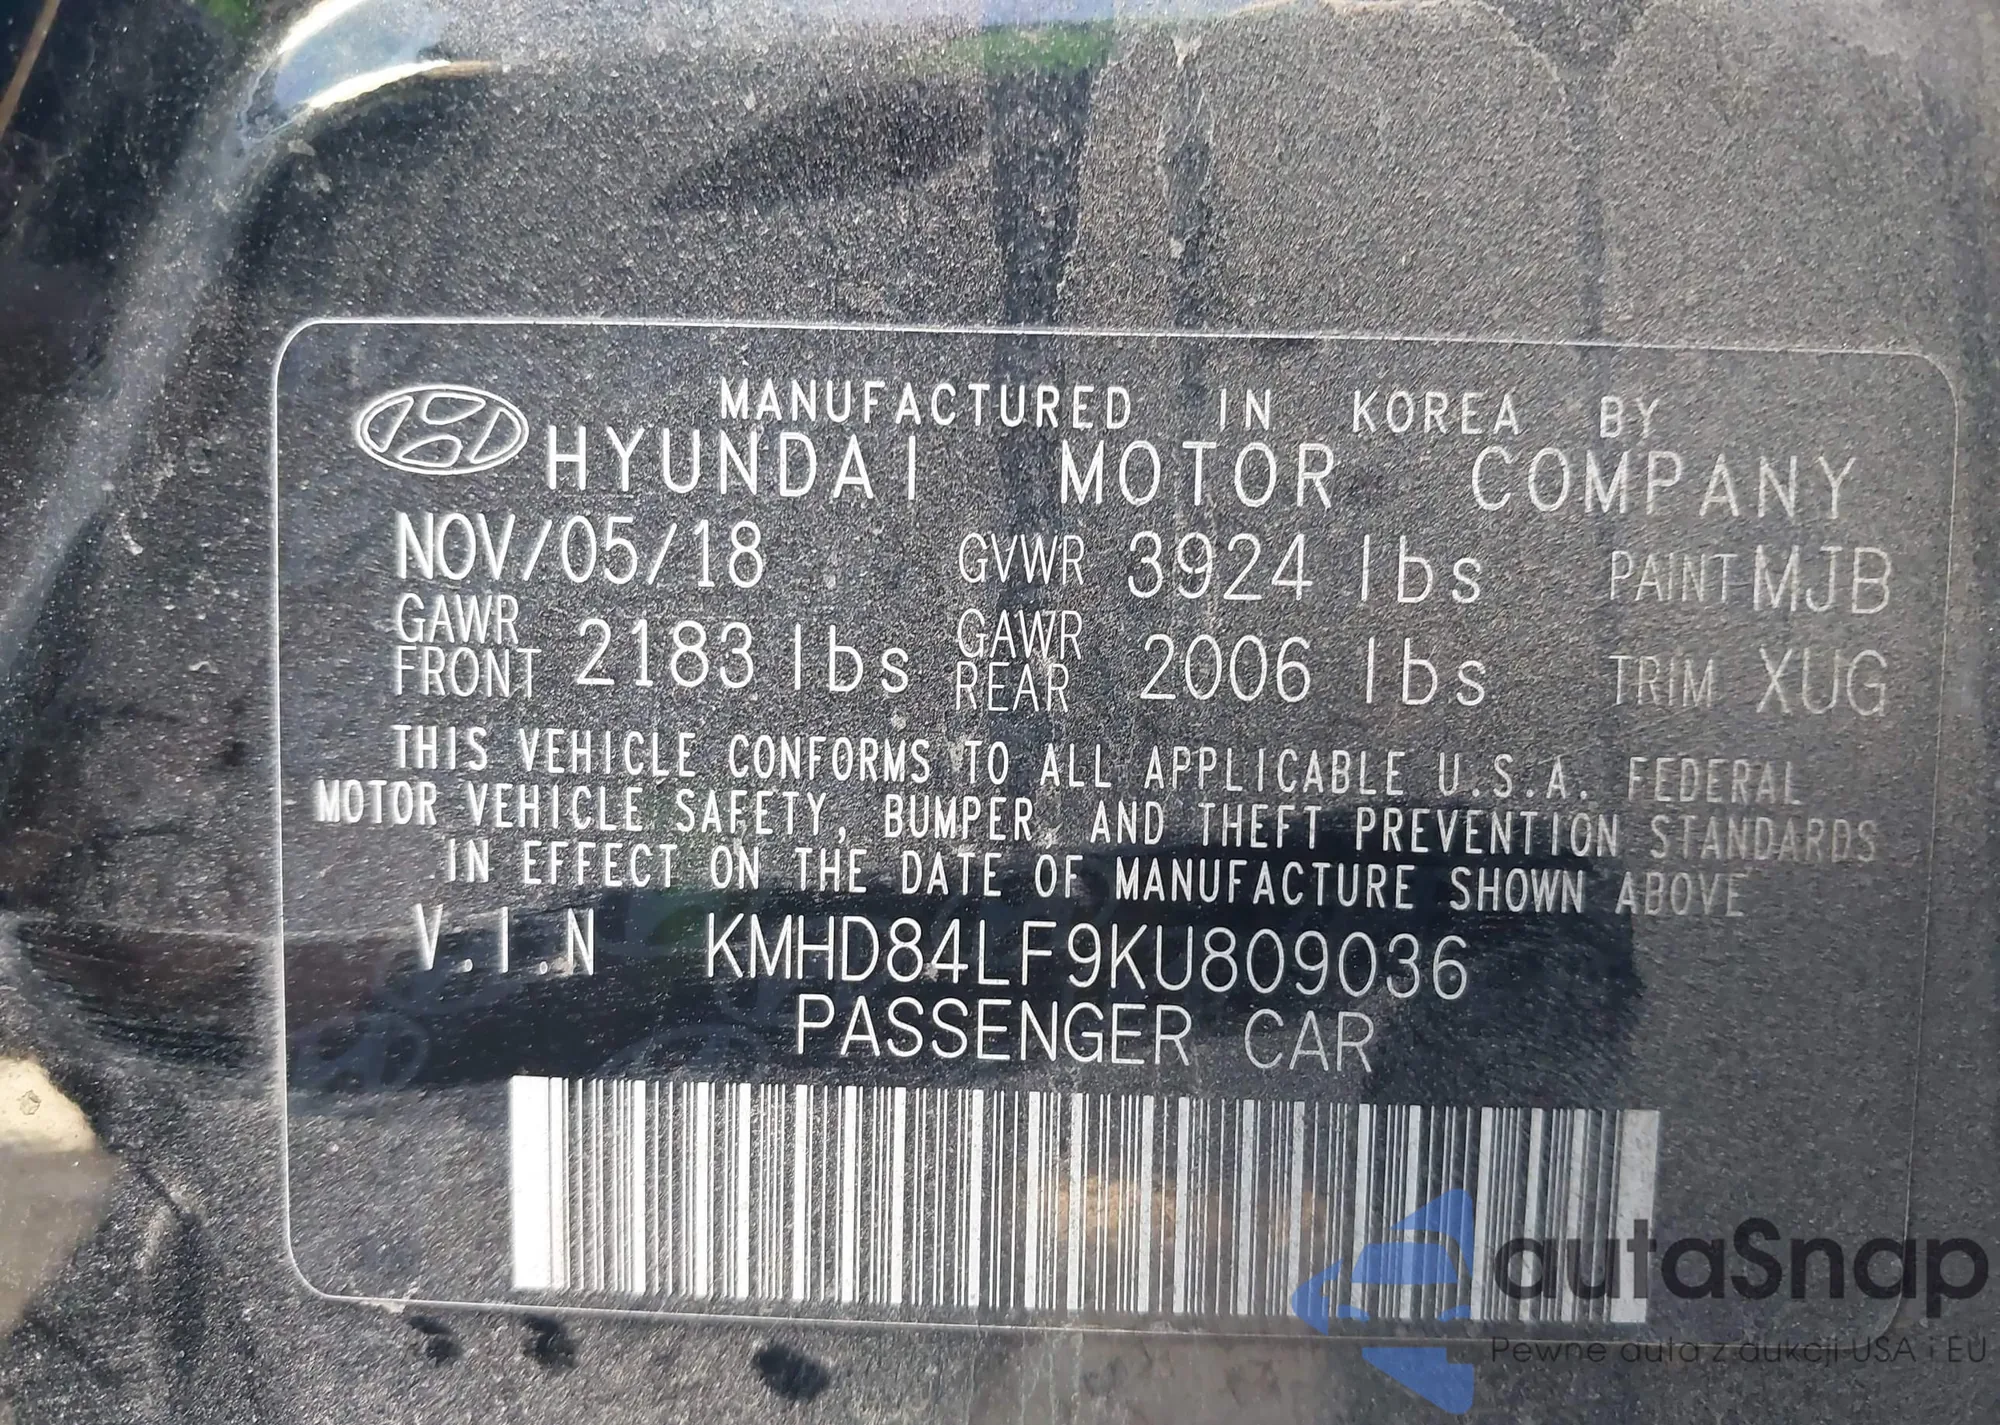 MANUFACTURED IN KOREA BY
HYUNDAI MOTOR COMPANY
NOV/05/18 GVWR 3924 lbs PAINT MJB
GAWR FRONT 2183 lbs GAWR REAR 2006 lbs TRIM XUG
THIS VEHICLE CONFORMS TO ALL APPLICABLE U.S.A. FEDERAL
MOTOR VEHICLE SAFETY, BUMPER, AND THEFT PREVENTION STANDARDS
IN EFFECT ON THE DATE OF MANUFACTURE SHOWN ABOVE
V.I.N KMHD84LF9KU809036
PASSENGER CAR
autaSnap
Pewne auta z aukcji USA i EU